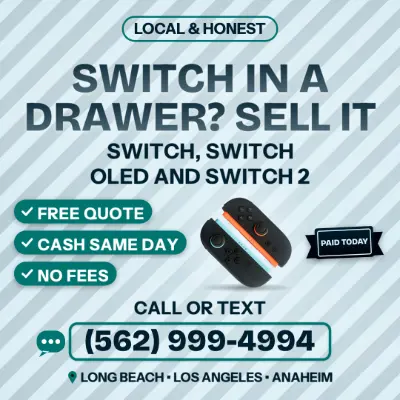 LOCAL & HONEST
SWITCH IN A
DRAWER? SELL IT
SWITCH, SWITCH
OLED AND SWITCH 2
FREE QUOTE
CASH SAME DAY
NO FEES
PAID TODAY
CALL OR TEXT
(562) 999-4994
LONG BEACH • LOS ANGELES • ANAHEIM